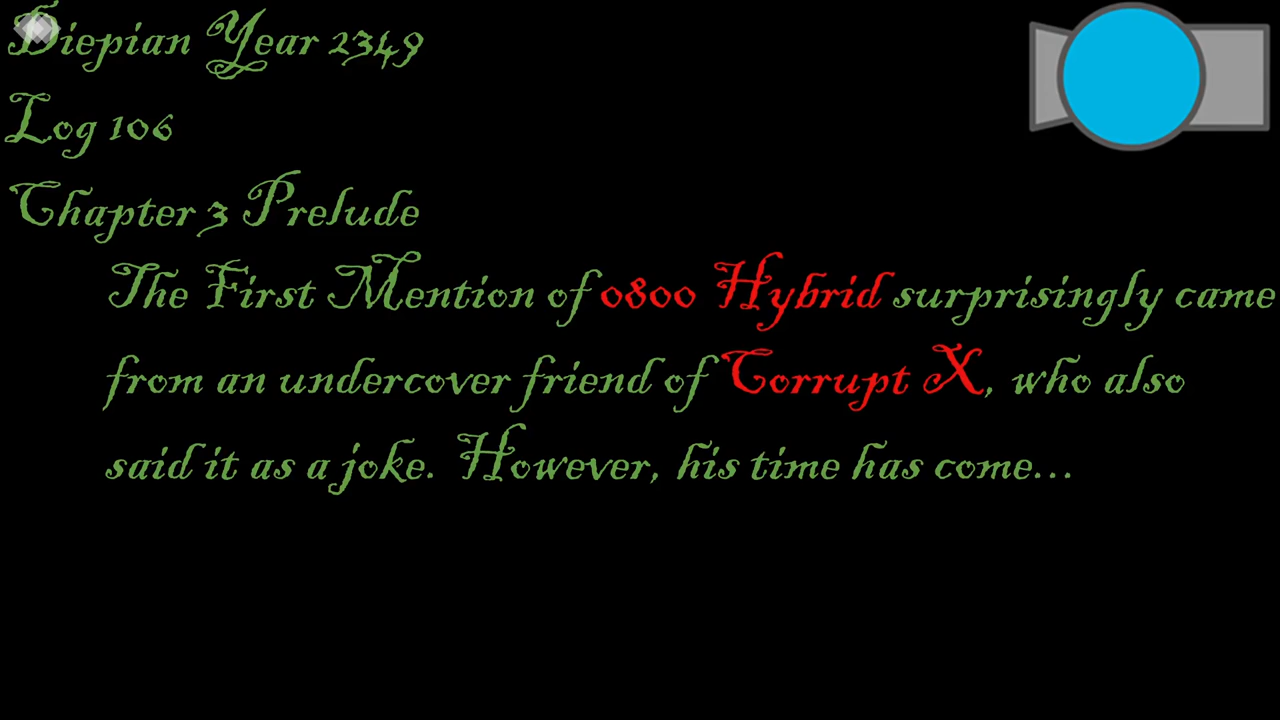 Diepian Year 2349
Log 106
Chapter 3 Prelude
The First Mention of 0800 Hybrid surprisingly came
from an undercover friend of Corrupt X, who also
said it as a joke. However, his time has come...